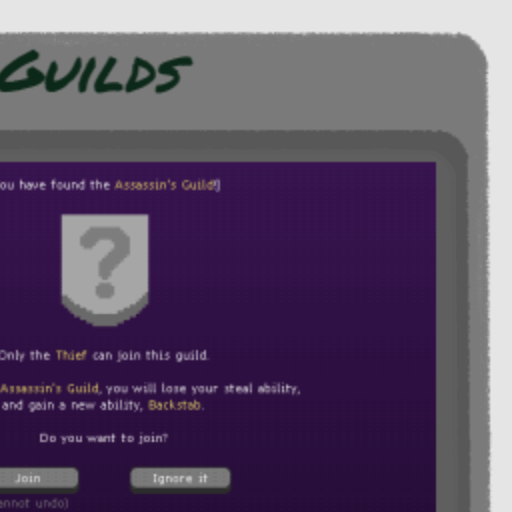 GUILDS
ou have found the Assassin's Guild!]
?
Only the Thief can join this guild.
Assassin's Guild, you will lose your steal ability,
and gain a new ability, Backstab.
Do you want to join?
Join Ignore it
annot undo)